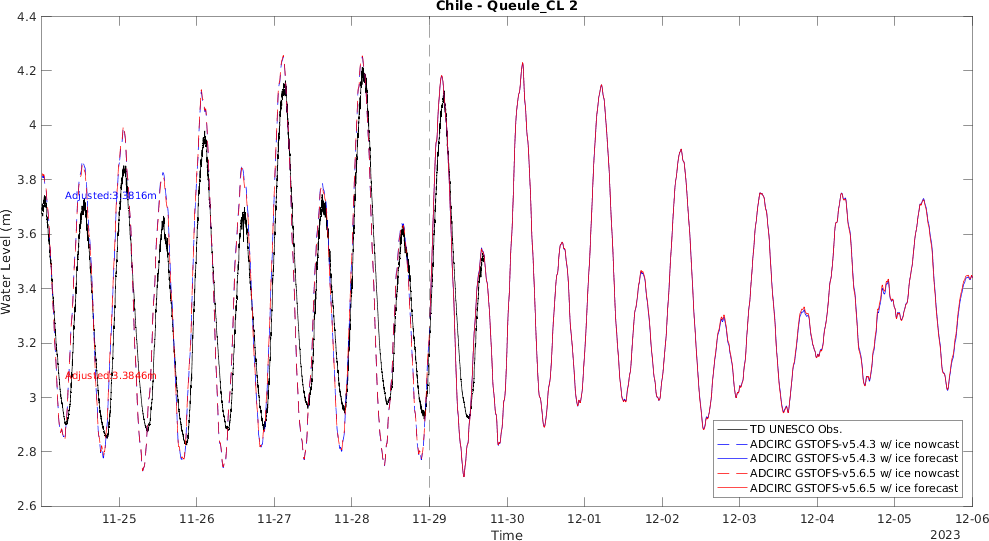 Chile - Queule_CL 2
4.4
4.2
4
3.8
3.6
3.4
3.2
3
2.8
2.6
Water Level (m)
Adjusted:3.3816m
Adjusted:3.3846m
TD UNESCO Obs.
ADCIRC GSTOFS-v5.4.3 w/ ice nowcast
ADCIRC GSTOFS-v5.4.3 w/ ice forecast
ADCIRC GSTOFS-v5.6.5 w/ ice nowcast
ADCIRC GSTOFS-v5.6.5 w/ ice forecast
11-25 11-26 11-27 11-28 11-29 11-30 12-01 12-02 12-03 12-04 12-05 12-06
Time
2023